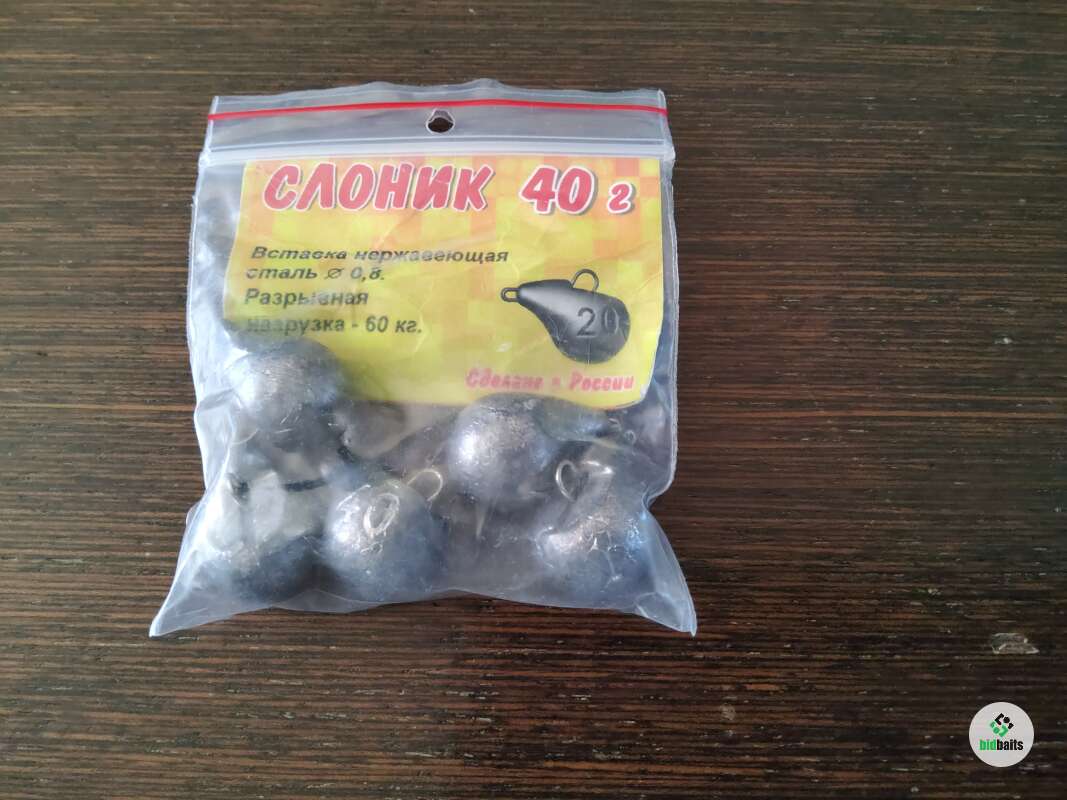 СЛОНИК 40 г
Вставка нержавеющая
сталь ⌀ 0,8.
Разрывная
нагрузка - 60 кг.
20
Сделано в России
bidbaits